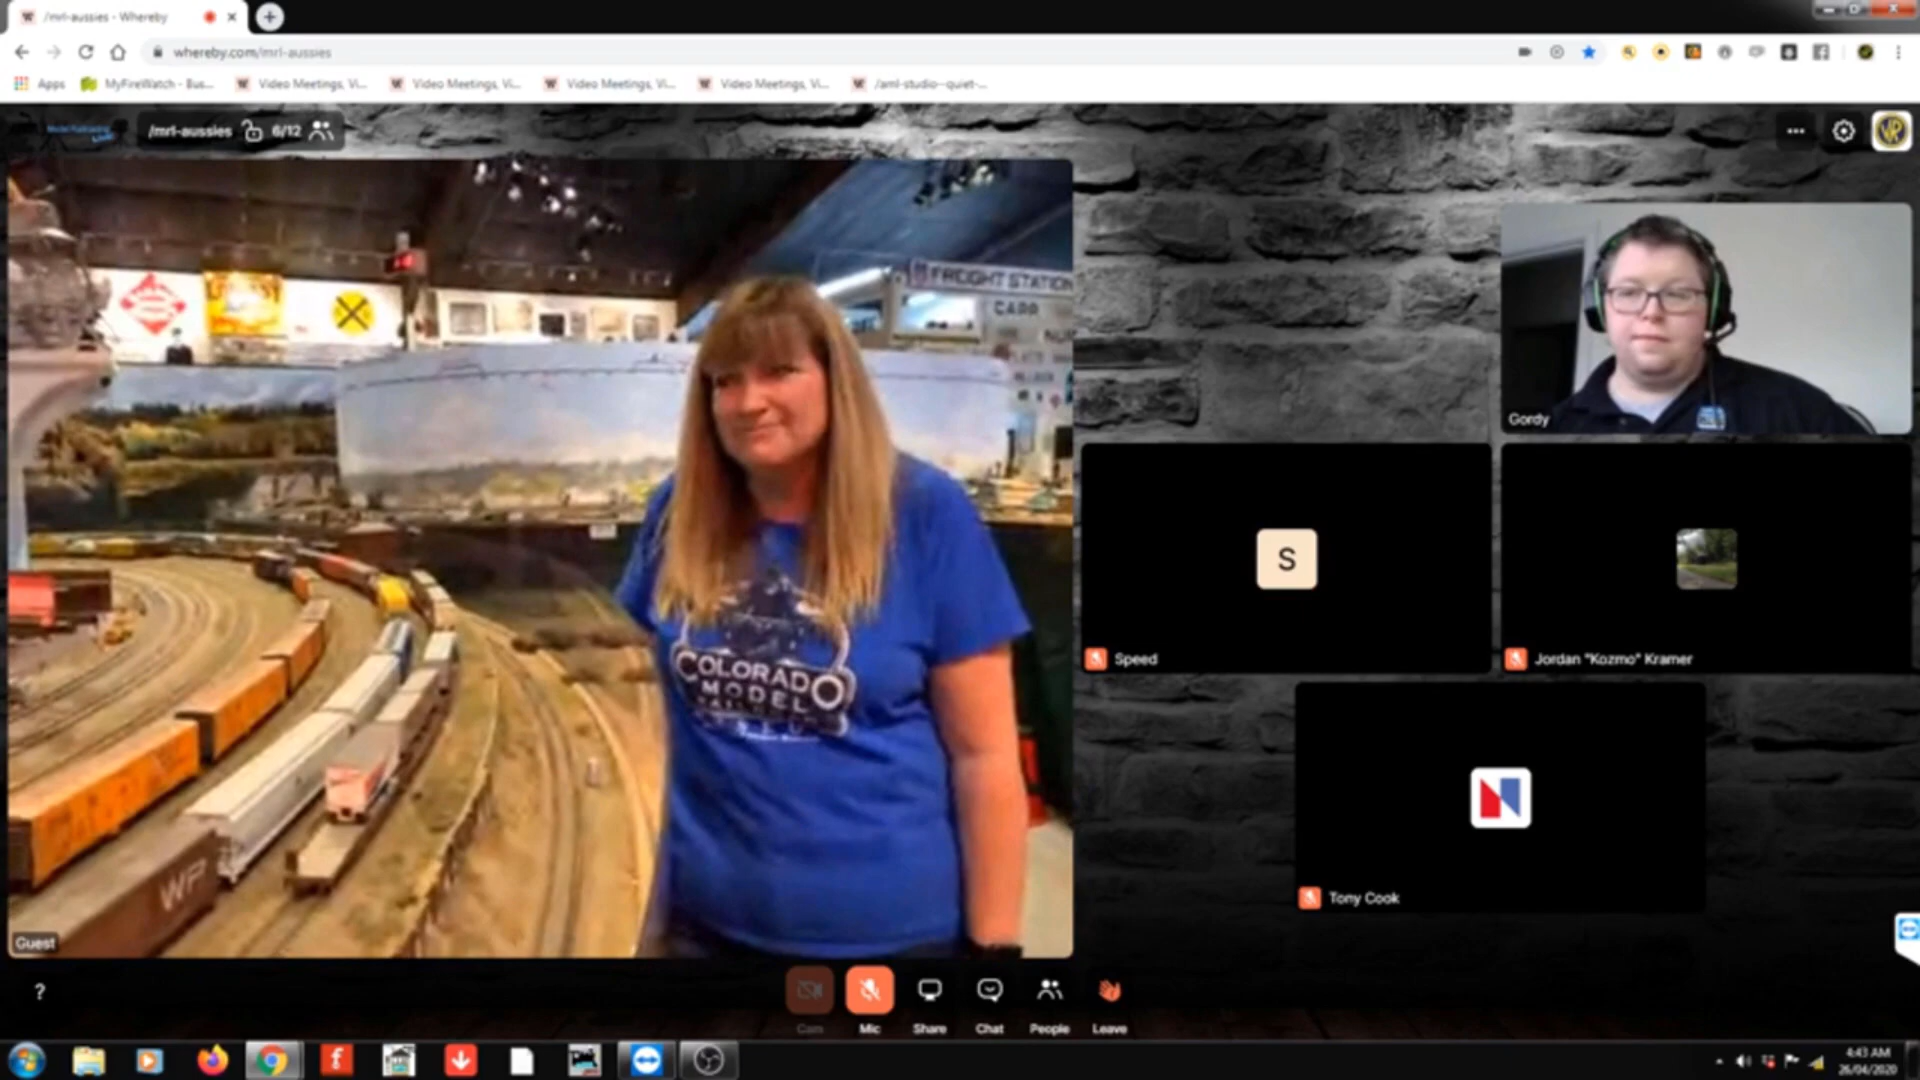 /mrl-aussies - Whereby
whereby.com/mrl-aussies
Apps
MyFireWatch - Bus...
Video Meetings, Vi...
Video Meetings, Vi...
Video Meetings, Vi...
Video Meetings, Vi...
/aml-studio--quiet-...
/mrl-aussies 6/12
VR
FREIGHT STATION
CARR
Gordy
COLORADO
MODEL
WP
S
Speed
Jordan "Kozmo" Kramer
Tony Cook
Guest
?
Cam
Mic
Share
Chat
People
Leave
4:43 AM
26/04/2020